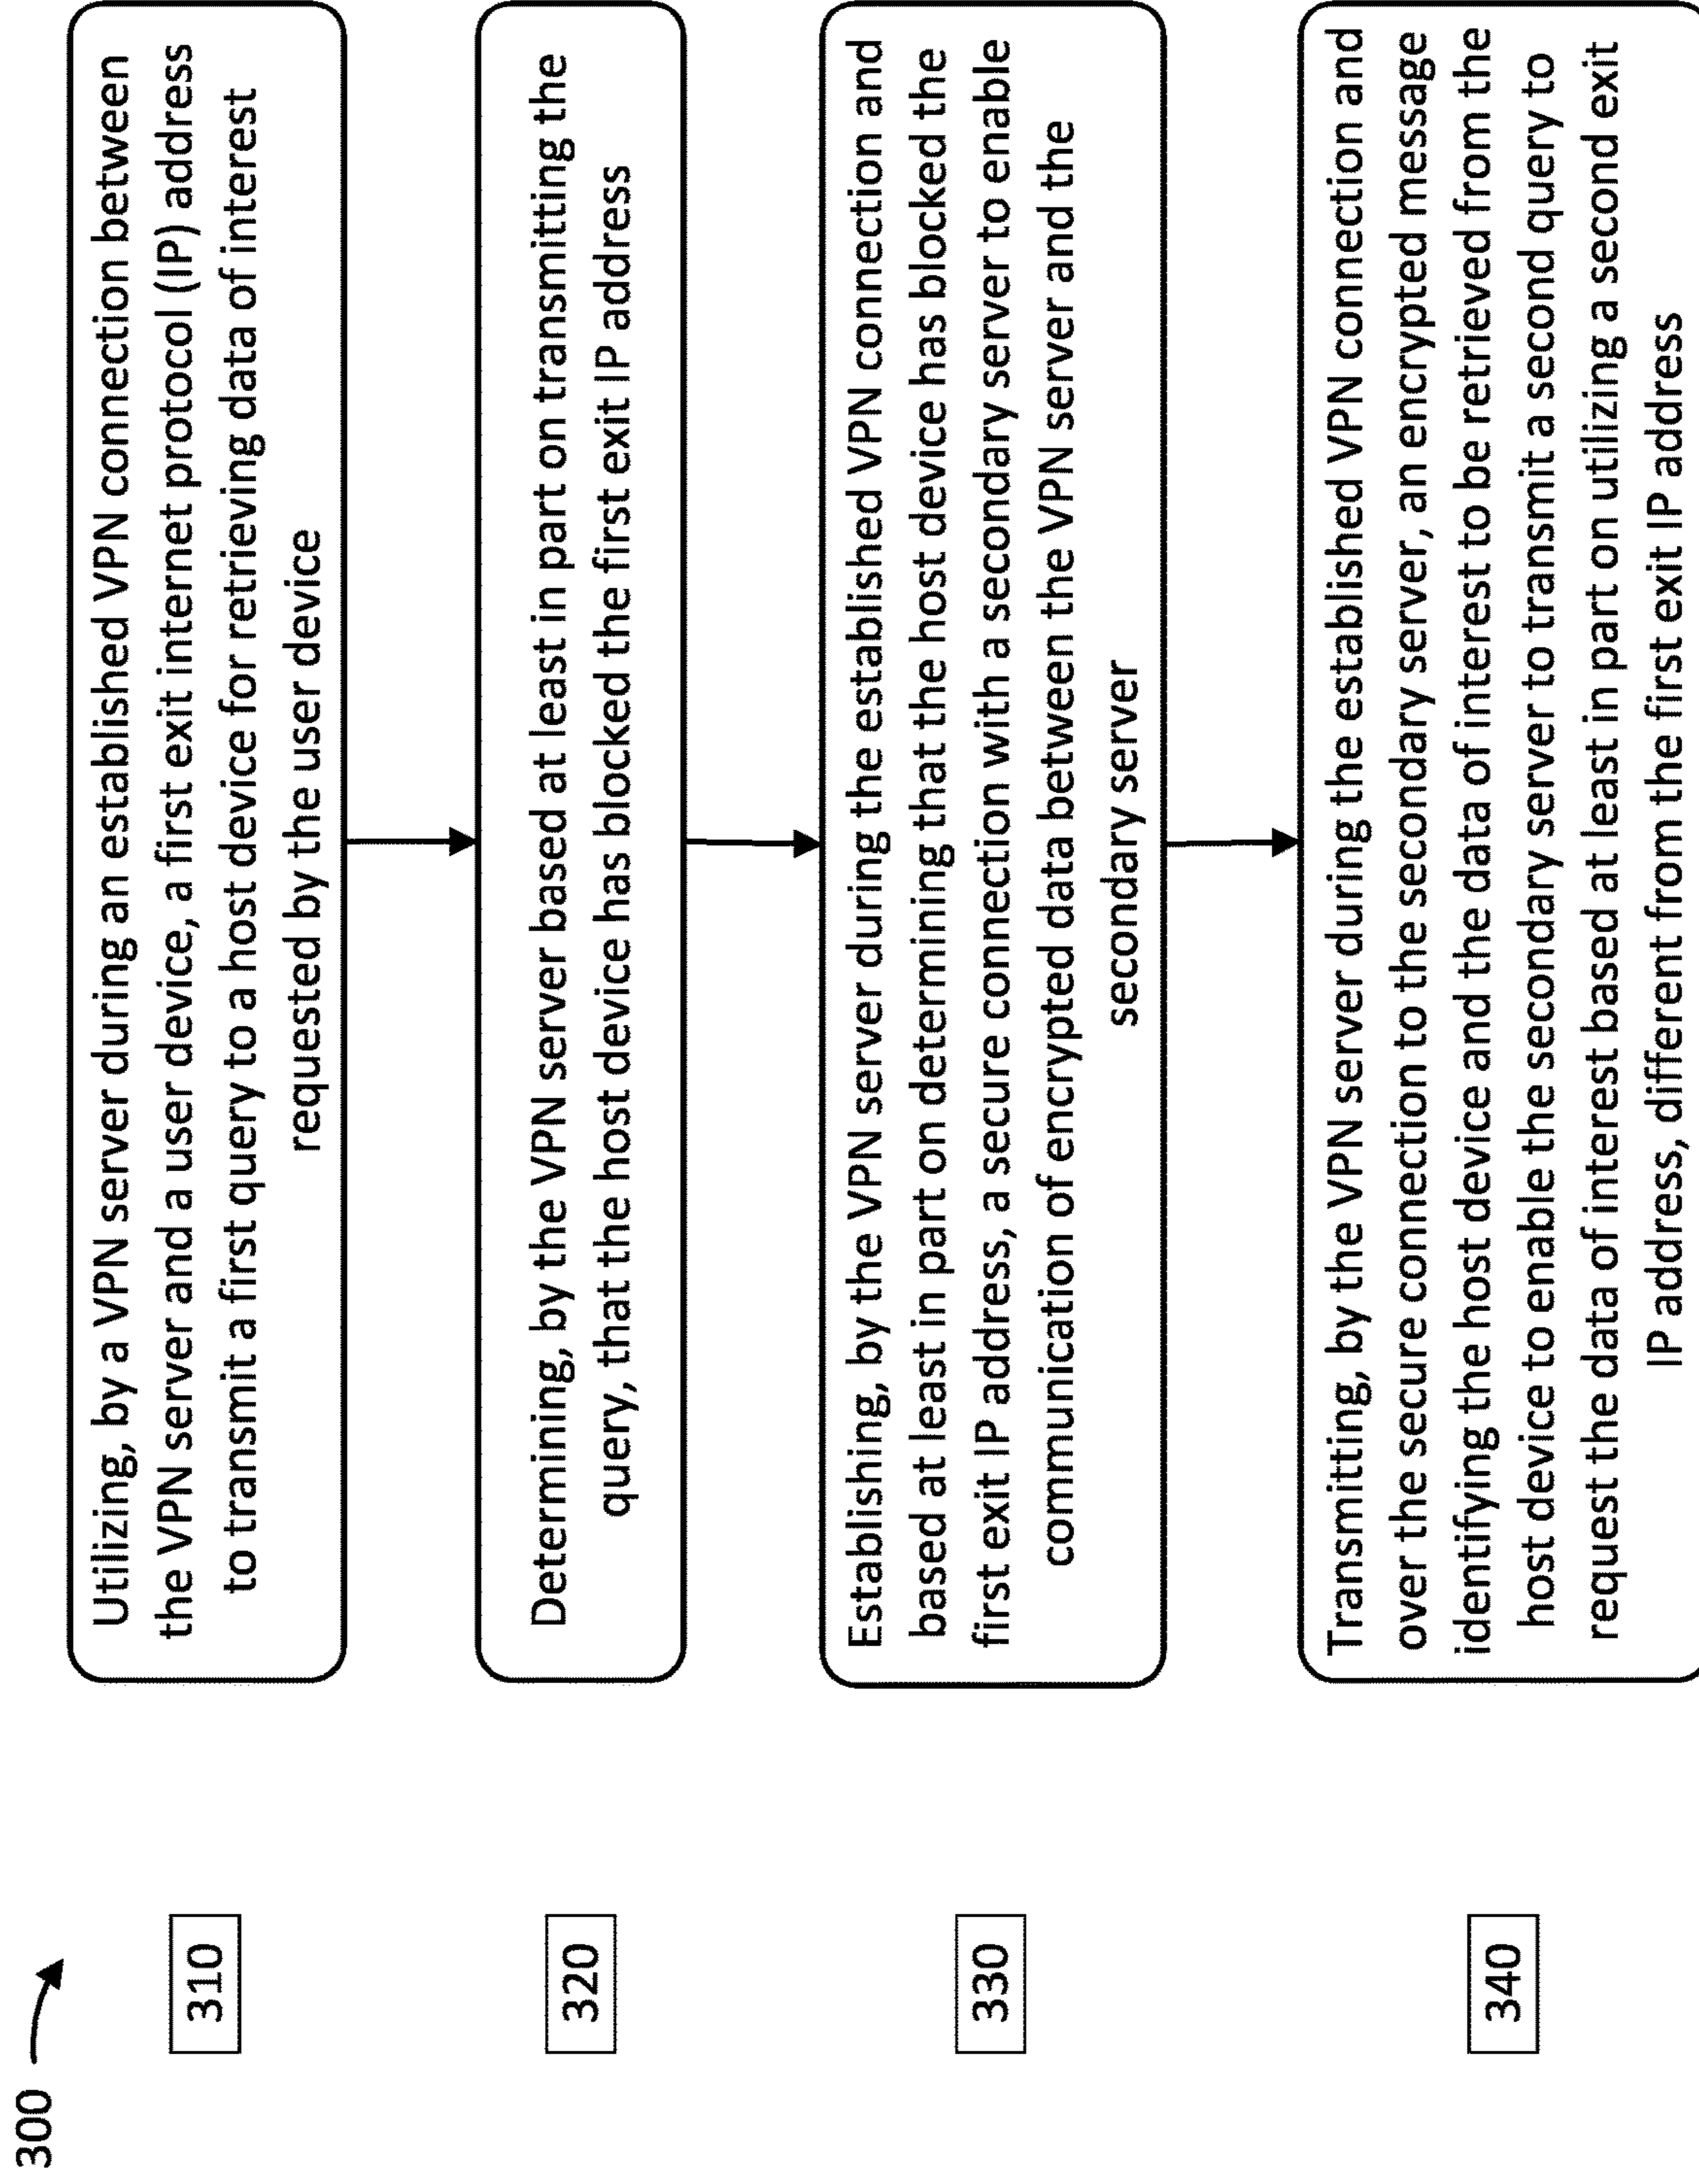 300
310
Utilizing, by a VPN server during an established VPN connection between
the VPN server and a user device, a first exit internet protocol (IP) address
to transmit a first query to a host device for retrieving data of interest
requested by the user device
320
Determining, by the VPN server based at least in part on transmitting the
query, that the host device has blocked the first exit IP address
330
Establishing, by the VPN server during the established VPN connection and
based at least in part on determining that the host device has blocked the
first exit IP address, a secure connection with a secondary server to enable
communication of encrypted data between the VPN server and the
secondary server
340
Transmitting, by the VPN server during the established VPN connection and
over the secure connection to the secondary server, an encrypted message
identifying the host device and the data of interest to be retrieved from the
host device to enable the secondary server to transmit a second query to
request the data of interest based at least in part on utilizing a second exit
IP address, different from the first exit IP address